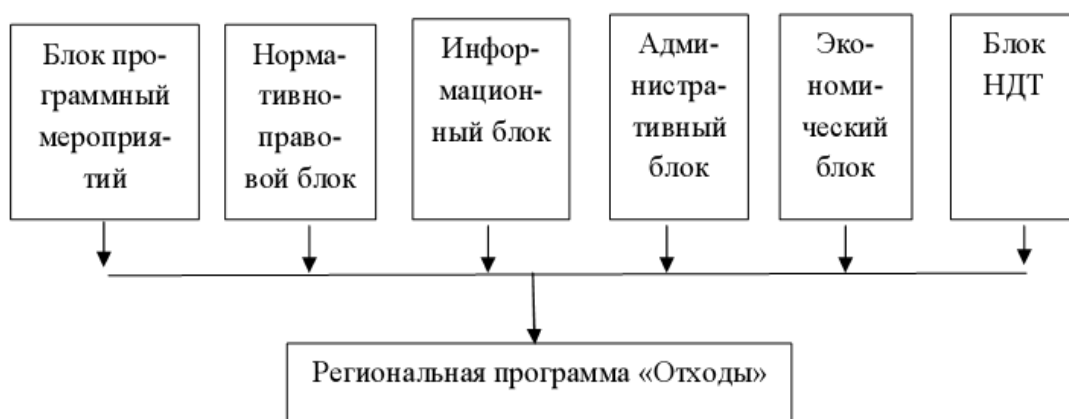 Блок про-
граммный
мероприя-
тий
Норма-
тивно-
право-
вой блок
Инфор-
мацион-
ный блок
Адми-
нистра-
тивный
блок
Эко-
номи-
ческий
блок
Блок
НДТ
Региональная программа «Отходы»